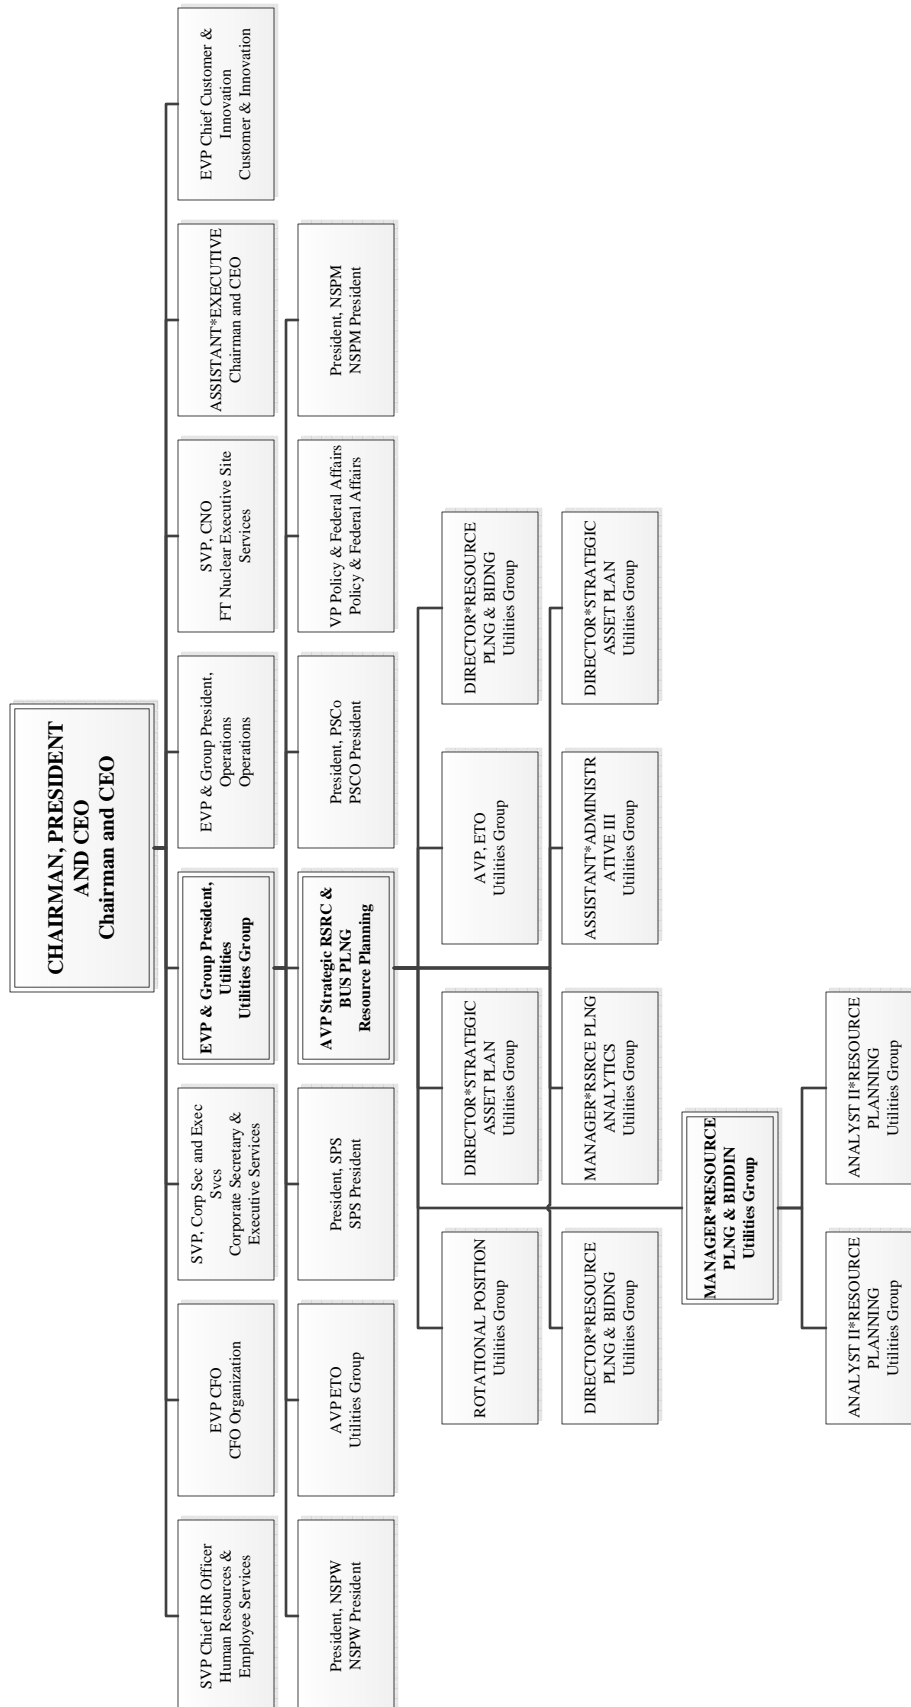 CHAIRMAN, PRESIDENT
AND CEO
Chairman and CEO
SVP Chief HR Officer
Human Resources &
Employee Services
EVP CFO
CFO Organization
SVP, Corp Sec and Exec
Svcs
Corporate Secretary &
Executive Services
EVP & Group President,
Utilities
Utilities Group
EVP & Group President,
Operations
Operations
SVP, CNO
FT Nuclear Executive Site
Services
ASSISTANT*EXECUTIVE
Chairman and CEO
EVP Chief Customer &
Innovation
Customer & Innovation
President, NSPW
NSPW President
AVP ETO
Utilities Group
President, SPS
SPS President
AVP Strategic RSRC &
BUS PLNG
Resource Planning
President, PSCo
PSCO President
VP Policy & Federal Affairs
Policy & Federal Affairs
President, NSPM
NSPM President
ROTATIONAL POSITION
Utilities Group
DIRECTOR*STRATEGIC
ASSET PLAN
Utilities Group
AVP, ETO
Utilities Group
DIRECTOR*RESOURCE
PLNG & BIDNG
Utilities Group
DIRECTOR*RESOURCE
PLNG & BIDNG
Utilities Group
MANAGER*RSRCE PLNG
ANALYTICS
Utilities Group
ASSISTANT*ADMINISTR
ATIVE III
Utilities Group
DIRECTOR*STRATEGIC
ASSET PLAN
Utilities Group
MANAGER*RESOURCE
PLNG & BIDDIN
Utilities Group
ANALYST II*RESOURCE
PLANNING
Utilities Group
ANALYST II*RESOURCE
PLANNING
Utilities Group